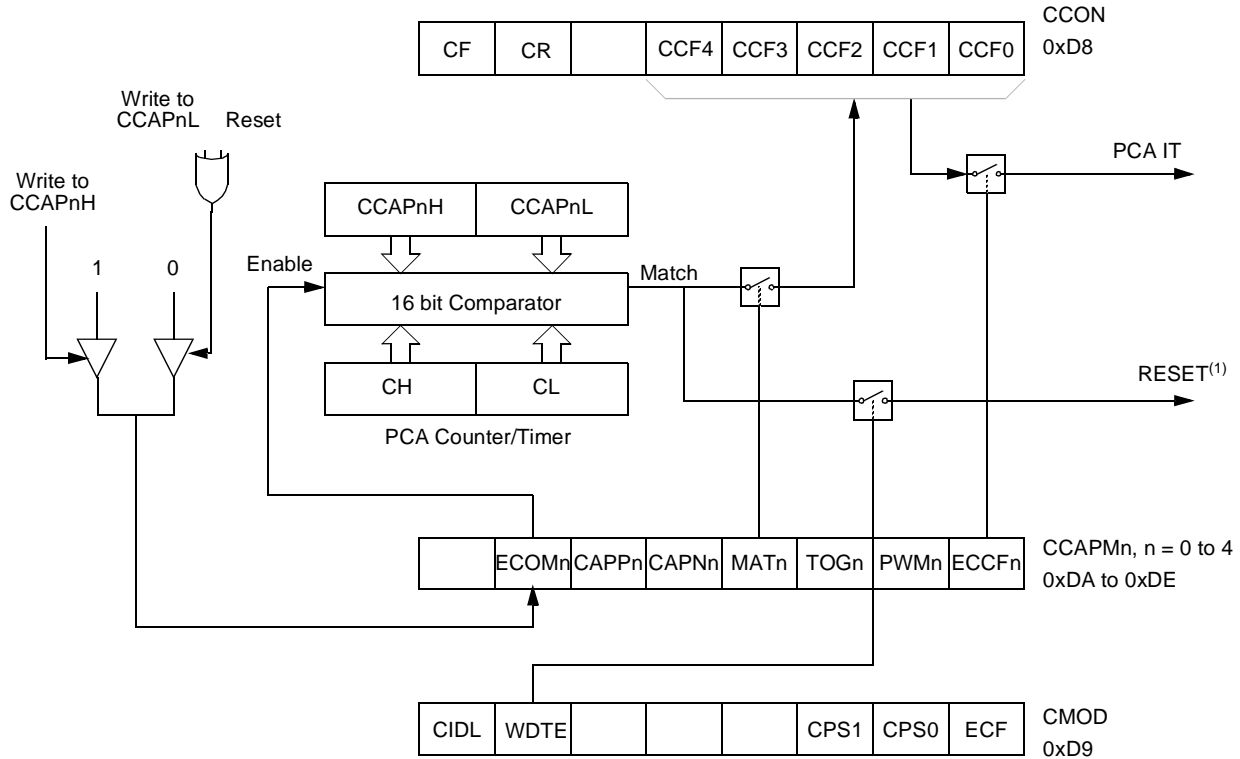 CCON
CF CR CCF4 CCF3 CCF2 CCF1 CCF0
0xD8
Write to
CCAPnL Reset
PCA IT
Write to
CCAPnH
CCAPnH CCAPnL
1 0
Enable
Match
16 bit Comparator
RESET(1)
CH CL
PCA Counter/Timer
ECOMn CAPPn CAPNn MATn TOGn PWMn ECCFn
CCAPMn, n = 0 to 4
0xDA to 0xDE
CIDL WDTE CPS1 CPS0 ECF
CMOD
0xD9